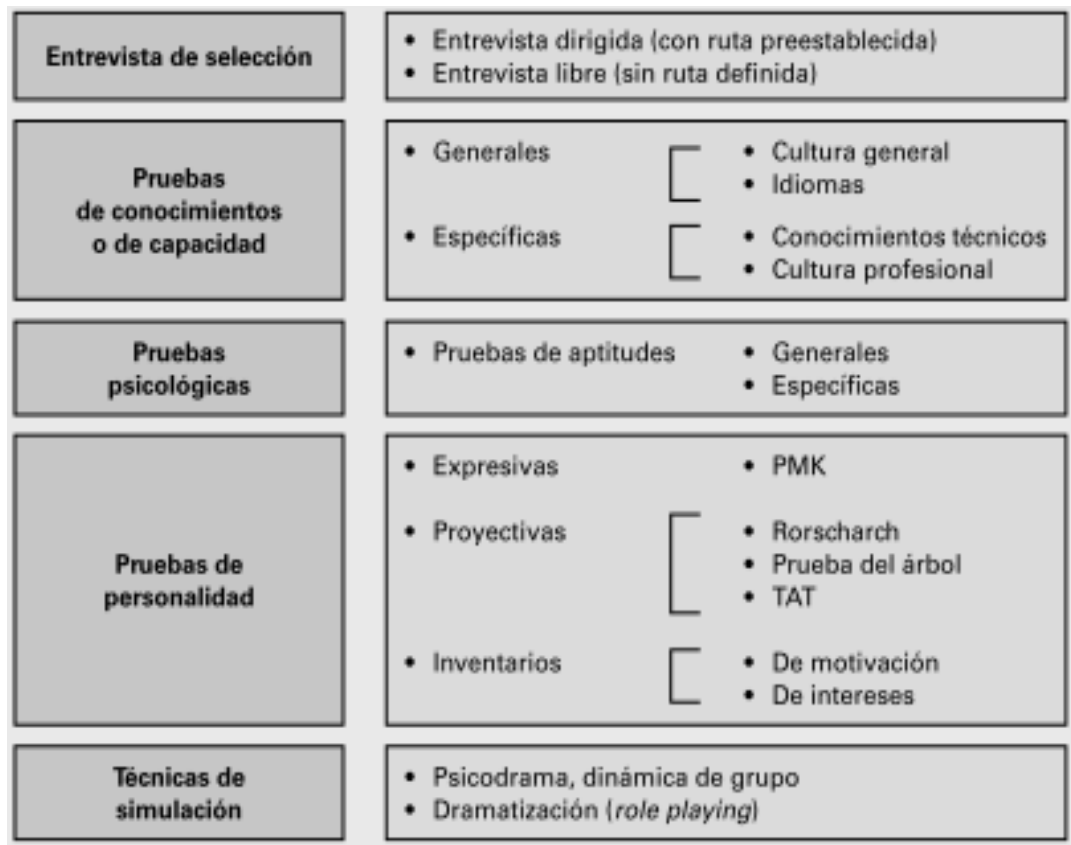 Entrevista de selección
• Entrevista dirigida (con ruta preestablecida)
• Entrevista libre (sin ruta definida)
Pruebas
de conocimientos
o de capacidad
• Generales
• Cultura general
• Idiomas
• Específicas
• Conocimientos técnicos
• Cultura profesional
Pruebas
psicológicas
• Pruebas de aptitudes
• Generales
• Específicas
Pruebas de
personalidad
• Expresivas
• PMK
• Proyectivas
• Rorscharch
• Prueba del árbol
• TAT
• Inventarios
• De motivación
• De intereses
Técnicas de
simulación
• Psicodrama, dinámica de grupo
• Dramatización (role playing)